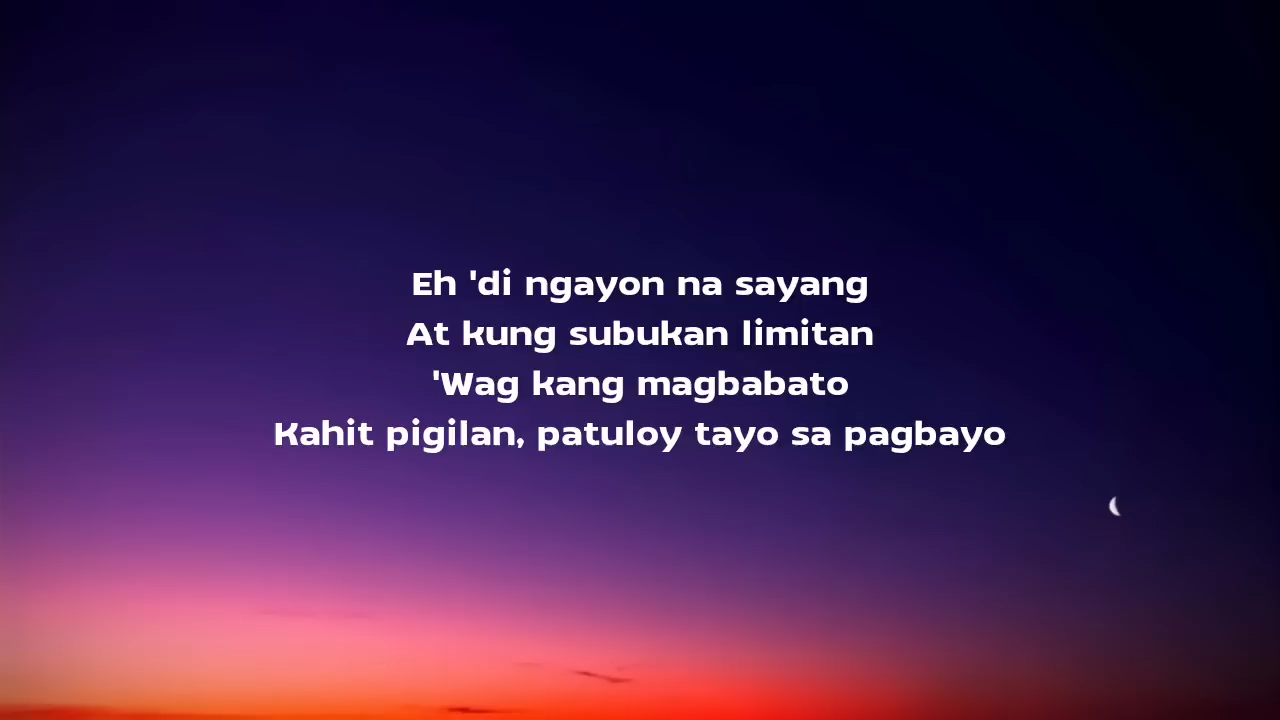 Eh 'di ngayon na sayang
At kung subukan limitan
'Wag kang magbabato
Kahit pigilan, patuloy tayo sa pagbayo